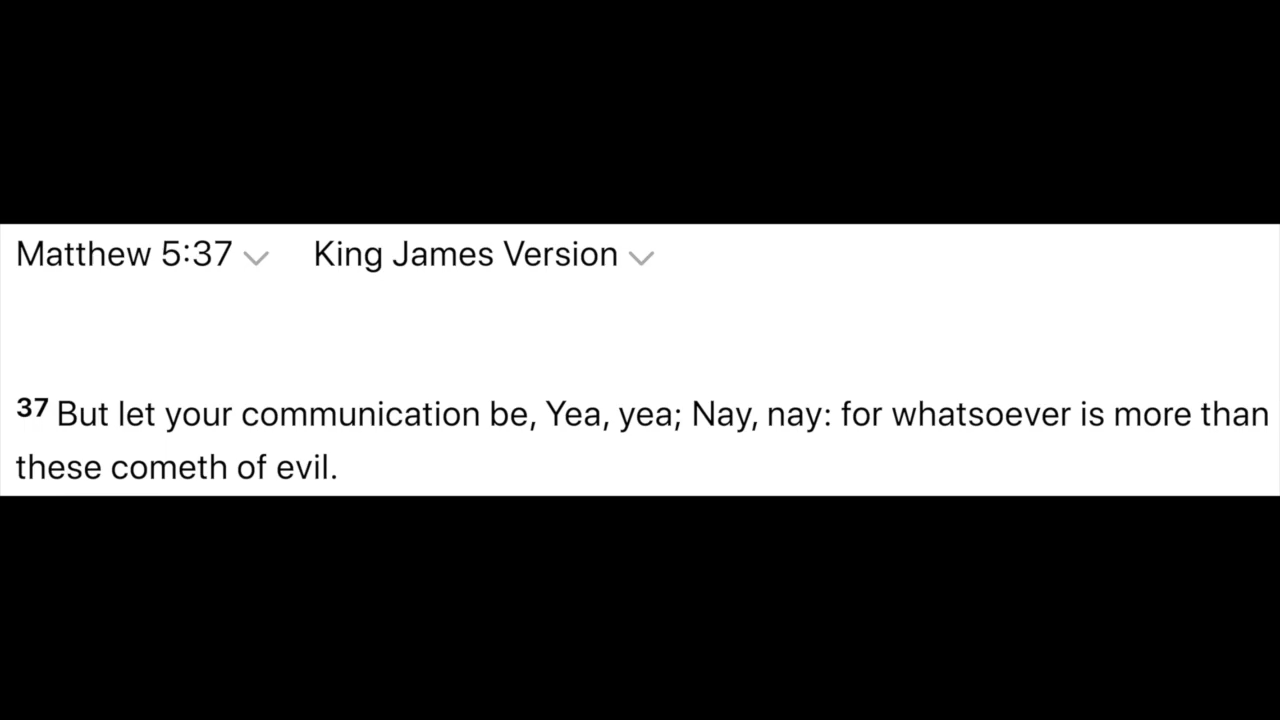 Matthew 5:37 King James Version
37 But let your communication be, Yea, yea; Nay, nay: for whatsoever is more than
these cometh of evil.